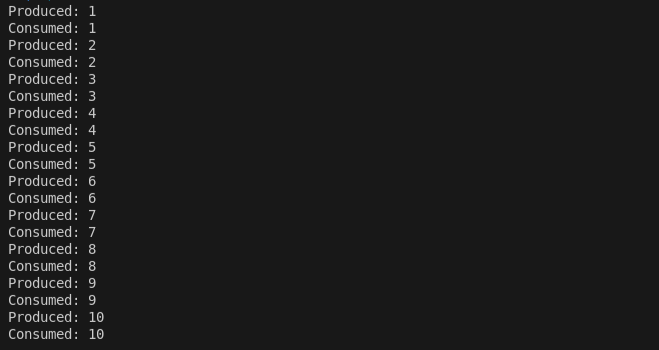 Produced: 1
Consumed: 1
Produced: 2
Consumed: 2
Produced: 3
Consumed: 3
Produced: 4
Consumed: 4
Produced: 5
Consumed: 5
Produced: 6
Consumed: 6
Produced: 7
Consumed: 7
Produced: 8
Consumed: 8
Produced: 9
Consumed: 9
Produced: 10
Consumed: 10